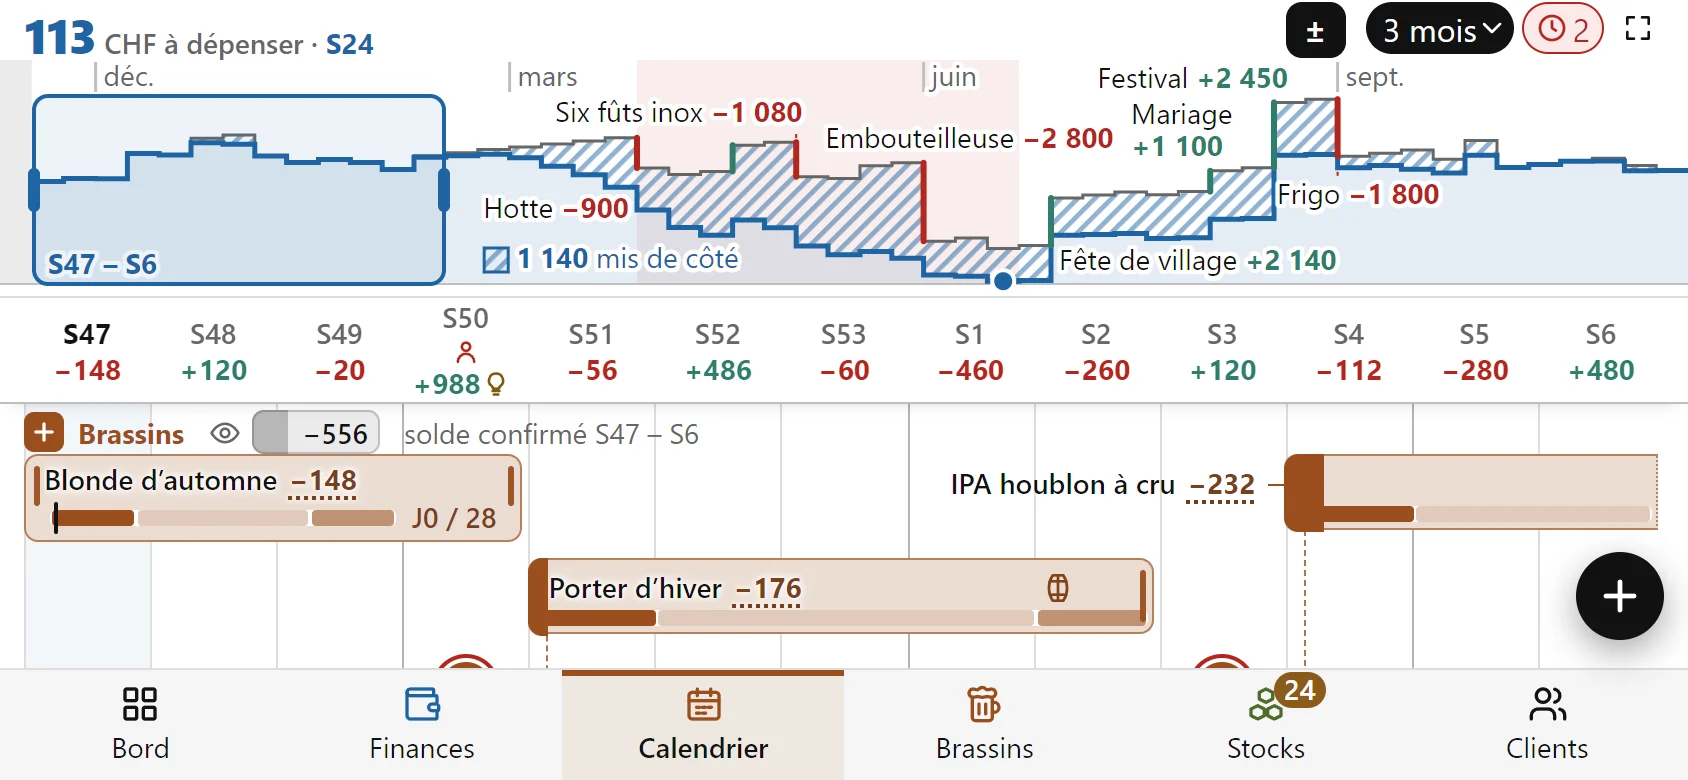 113 CHF à dépenser · S24
±
3 mois
2
déc.
mars
juin
sept.
Festival +2 450
Six fûts inox −1 080
Mariage
+1 100
Embouteilleuse −2 800
Hotte −900
Frigo −1 800
1 140 mis de côté
Fête de village +2 140
S47 – S6
S47 S48 S49 S50 S51 S52 S53 S1 S2 S3 S4 S5 S6
−148 +120 −20 +988 −56 +486 −60 −460 −260 +120 −112 −280 +480
Brassins −556 solde confirmé S47 – S6
Blonde d’automne −148
J0 / 28
IPA houblon à cru −232
Porter d’hiver −176
+
24
Bord Finances Calendrier Brassins Stocks Clients